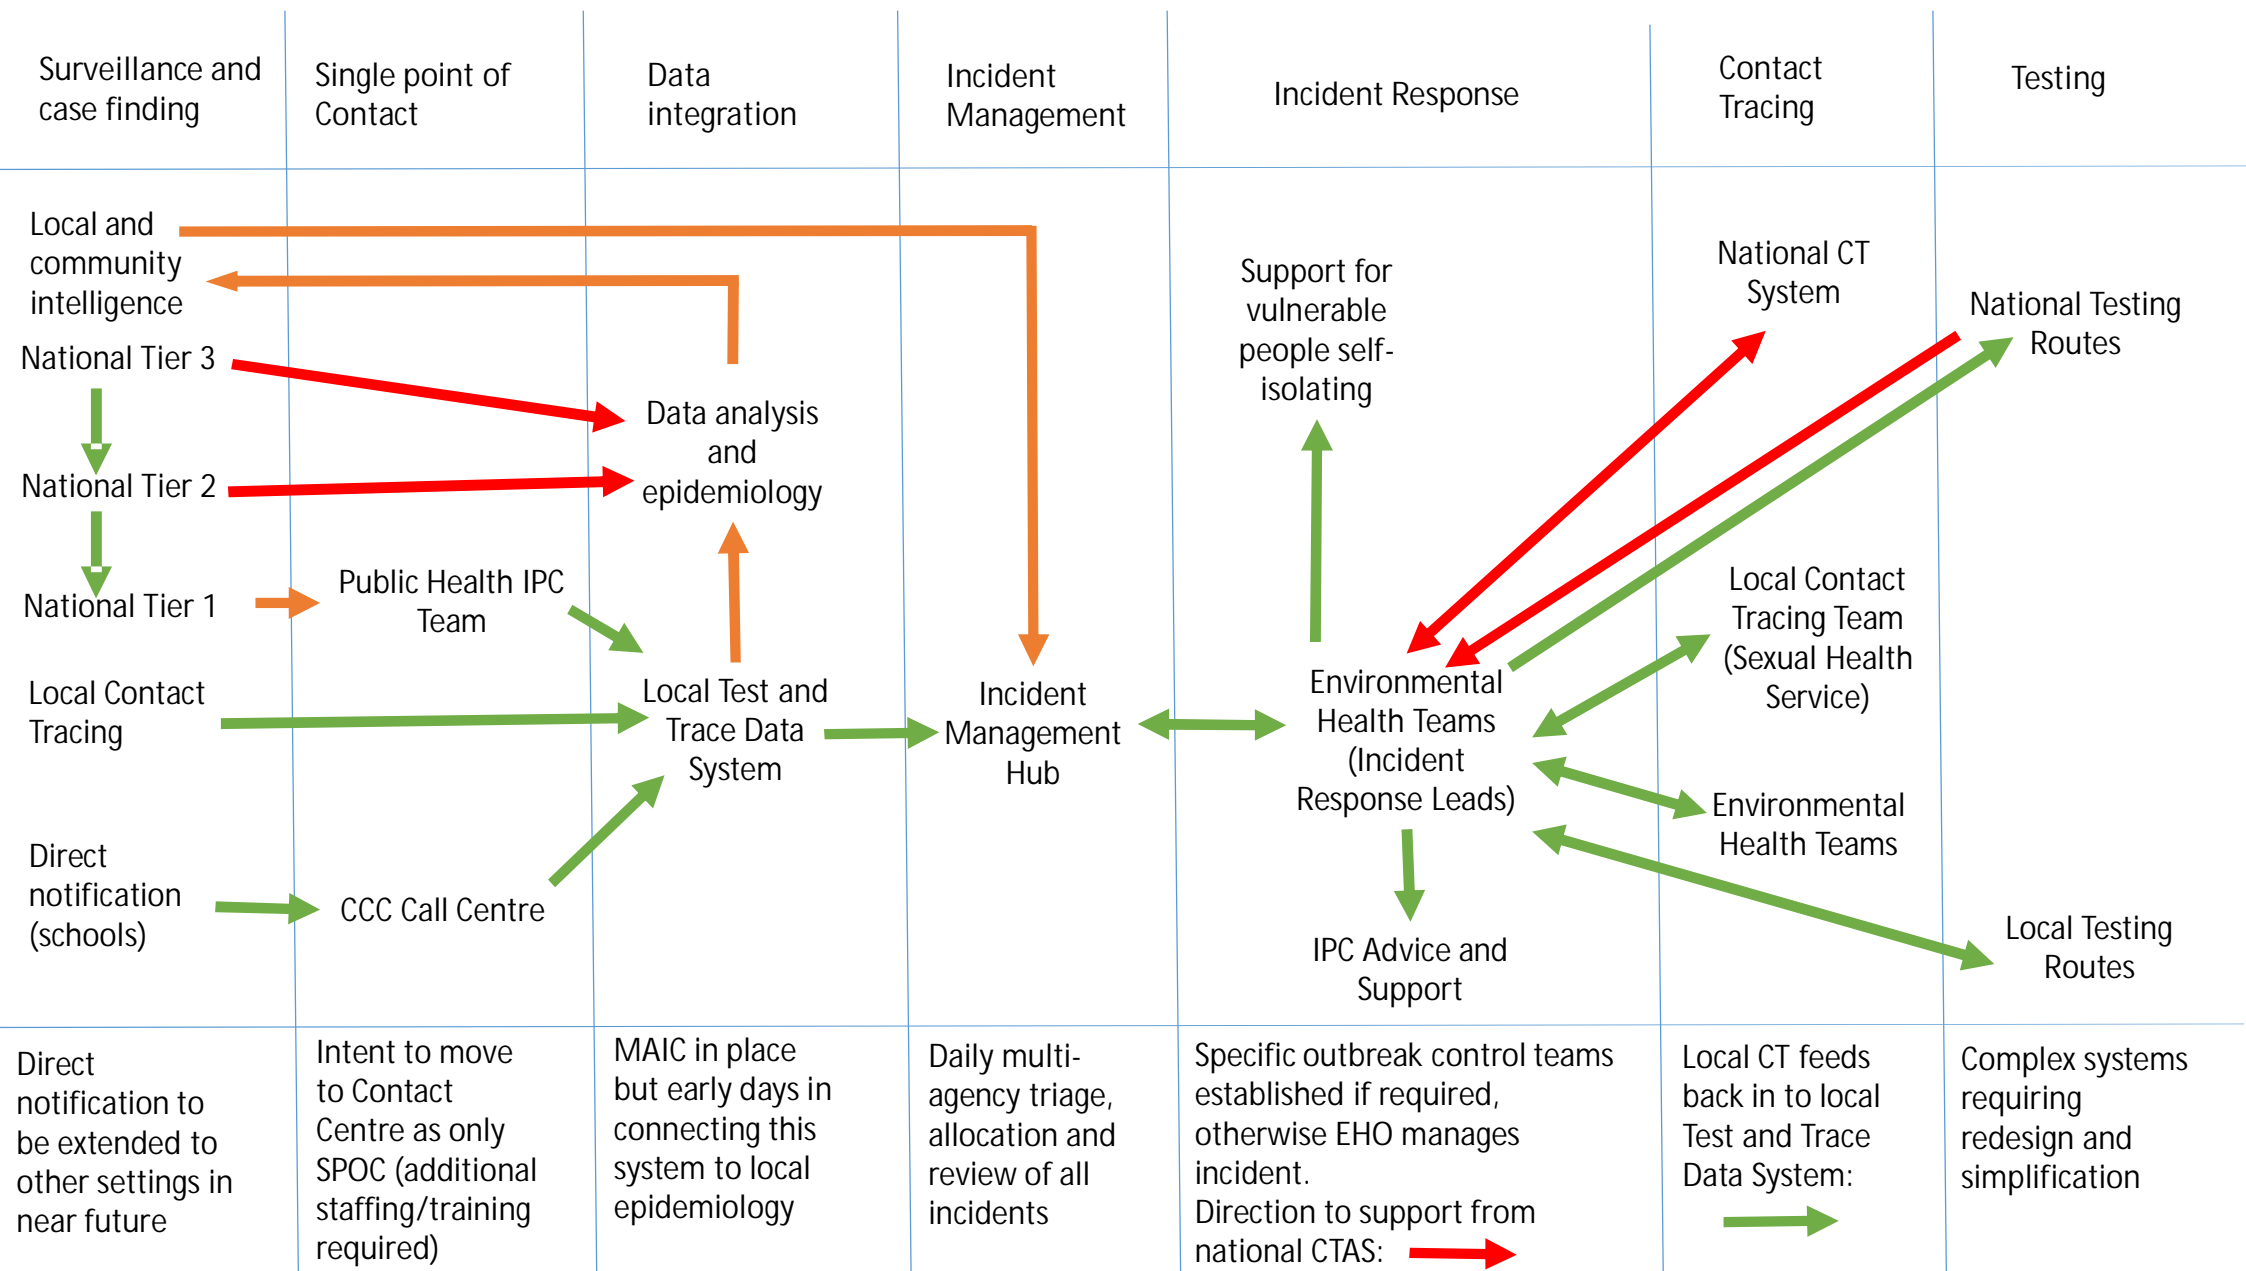 Surveillance and
case finding
Single point of
Contact
Data
integration
Incident
Management
Incident Response
Contact
Tracing
Testing
Local and
community
intelligence
National Tier 3
National Tier 2
National Tier 1
Local Contact
Tracing
Direct
notification
(schools)
Public Health IPC
Team
CCC Call Centre
Data analysis
and
epidemiology
Local Test and
Trace Data
System
Incident
Management
Hub
Support for
vulnerable
people self-
isolating
Environmental
Health Teams
(Incident
Response Leads)
IPC Advice and
Support
National CT
System
Local Contact
Tracing Team
(Sexual Health
Service)
Environmental
Health Teams
National Testing
Routes
Local Testing
Routes
Direct
notification to
be extended to
other settings in
near future
Intent to move
to Contact
Centre as only
SPOC (additional
staffing/training
required)
MAIC in place
but early days in
connecting this
system to local
epidemiology
Daily multi-
agency triage,
allocation and
review of all
incidents
Specific outbreak control teams
established if required,
otherwise EHO manages
incident.
Direction to support from
national CTAS:
Local CT feeds
back in to local
Test and Trace
Data System:
Complex systems
requiring
redesign and
simplification